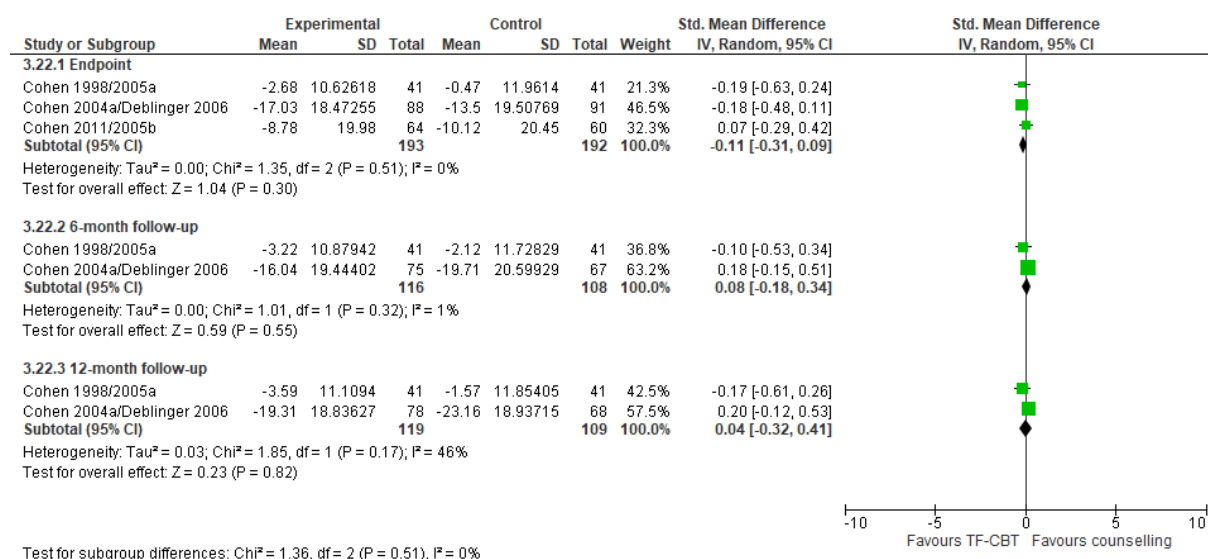 Experimental Control Std. Mean Difference Std. Mean Difference
Study or Subgroup Mean SD Total Mean SD Total Weight IV, Random, 95% CI IV, Random, 95% CI
3.22.1 Endpoint
Cohen 1998/2005a -2.68 10.62618 41 -0.47 11.9614 41 21.3% -0.19 [-0.63, 0.24]
Cohen 2004a/Deblinger 2006 -17.03 18.47255 88 -13.5 19.50769 91 46.5% -0.18 [-0.48, 0.11]
Cohen 2011/2005b -8.78 19.98 64 -10.12 20.45 60 32.3% 0.07 [-0.29, 0.42]
Subtotal (95% CI) 193 192 100.0% -0.11 [-0.31, 0.09]
Heterogeneity: Tau² = 0.00; Chi² = 1.35, df = 2 (P = 0.51); I² = 0%
Test for overall effect: Z = 1.04 (P = 0.30)
3.22.2 6-month follow-up
Cohen 1998/2005a -3.22 10.87942 41 -2.12 11.72829 41 36.8% -0.10 [-0.53, 0.34]
Cohen 2004a/Deblinger 2006 -16.04 19.44402 75 -19.71 20.59929 67 63.2% 0.18 [-0.15, 0.51]
Subtotal (95% CI) 116 108 100.0% 0.08 [-0.18, 0.34]
Heterogeneity: Tau² = 0.00; Chi² = 1.01, df = 1 (P = 0.32); I² = 1%
Test for overall effect: Z = 0.59 (P = 0.55)
3.22.3 12-month follow-up
Cohen 1998/2005a -3.59 11.1094 41 -1.57 11.85405 41 42.5% -0.17 [-0.61, 0.26]
Cohen 2004a/Deblinger 2006 -19.31 18.83627 78 -23.16 18.93715 68 57.5% 0.20 [-0.12, 0.53]
Subtotal (95% CI) 119 109 100.0% 0.04 [-0.32, 0.41]
Heterogeneity: Tau² = 0.03; Chi² = 1.85, df = 1 (P = 0.17); I² = 46%
Test for overall effect: Z = 0.23 (P = 0.82)
-10 -5 0 5 10
Favours TF-CBT Favours counselling
Test for subgroup differences: Chi² = 1.36, df = 2 (P = 0.51), I² = 0%